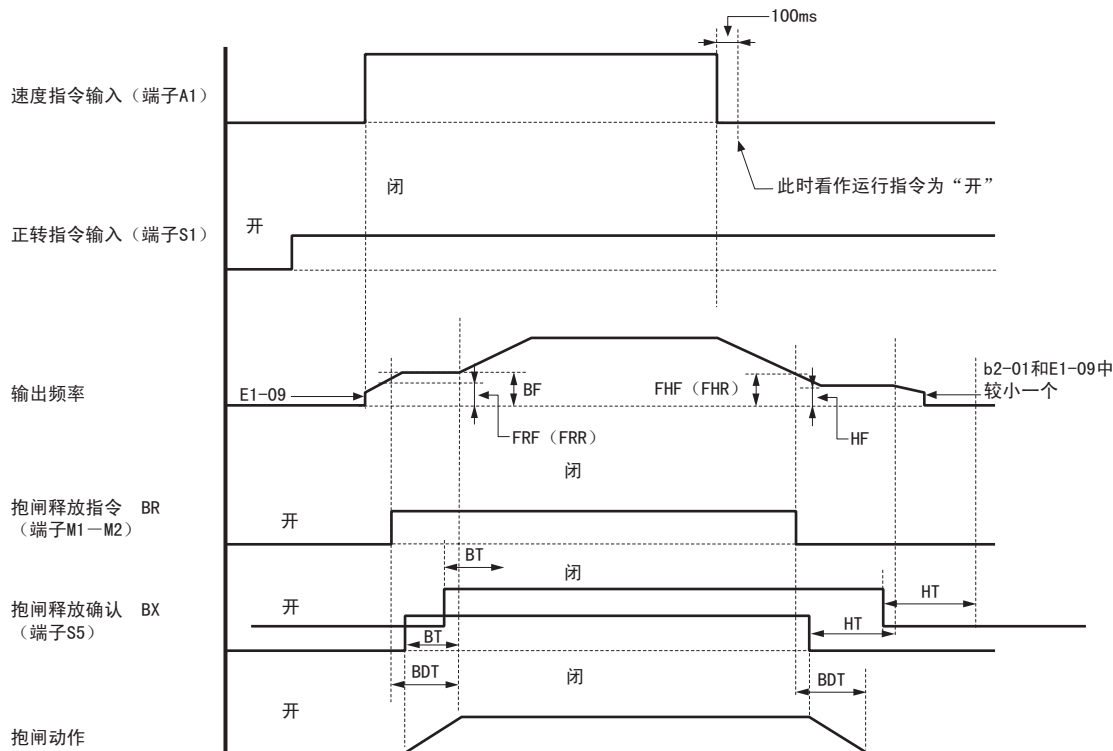 100ms
速度指令输入（端子A1）
此时看作运行指令为“开”
闭
开
正转指令输入（端子S1）
b2-01和E1-09中
较小一个
输出频率
E1-09
BF
FHF（FHR）
FRF（FRR）
HF
闭
抱闸释放指令 BR
（端子M1－M2）
开
BT
闭
抱闸释放确认 BX
（端子S5）
开
HT
BT
HT
BDT
闭
BDT
开
抱闸动作